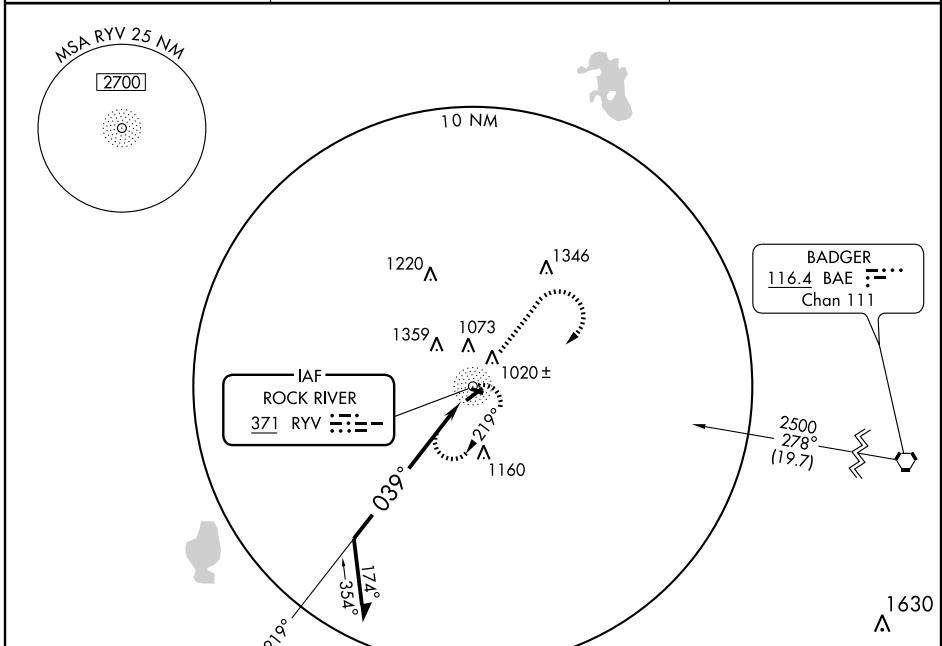 MSA RYV 25 NM
2700
10 NM
1220
1346
BADGER
116.4 BAE
Chan 111
1359
1073
1020 ±
IAF
ROCK RIVER
371 RYV
219°
1160
2500
278°
(19.7)
039°
174°
354°
219°
1630